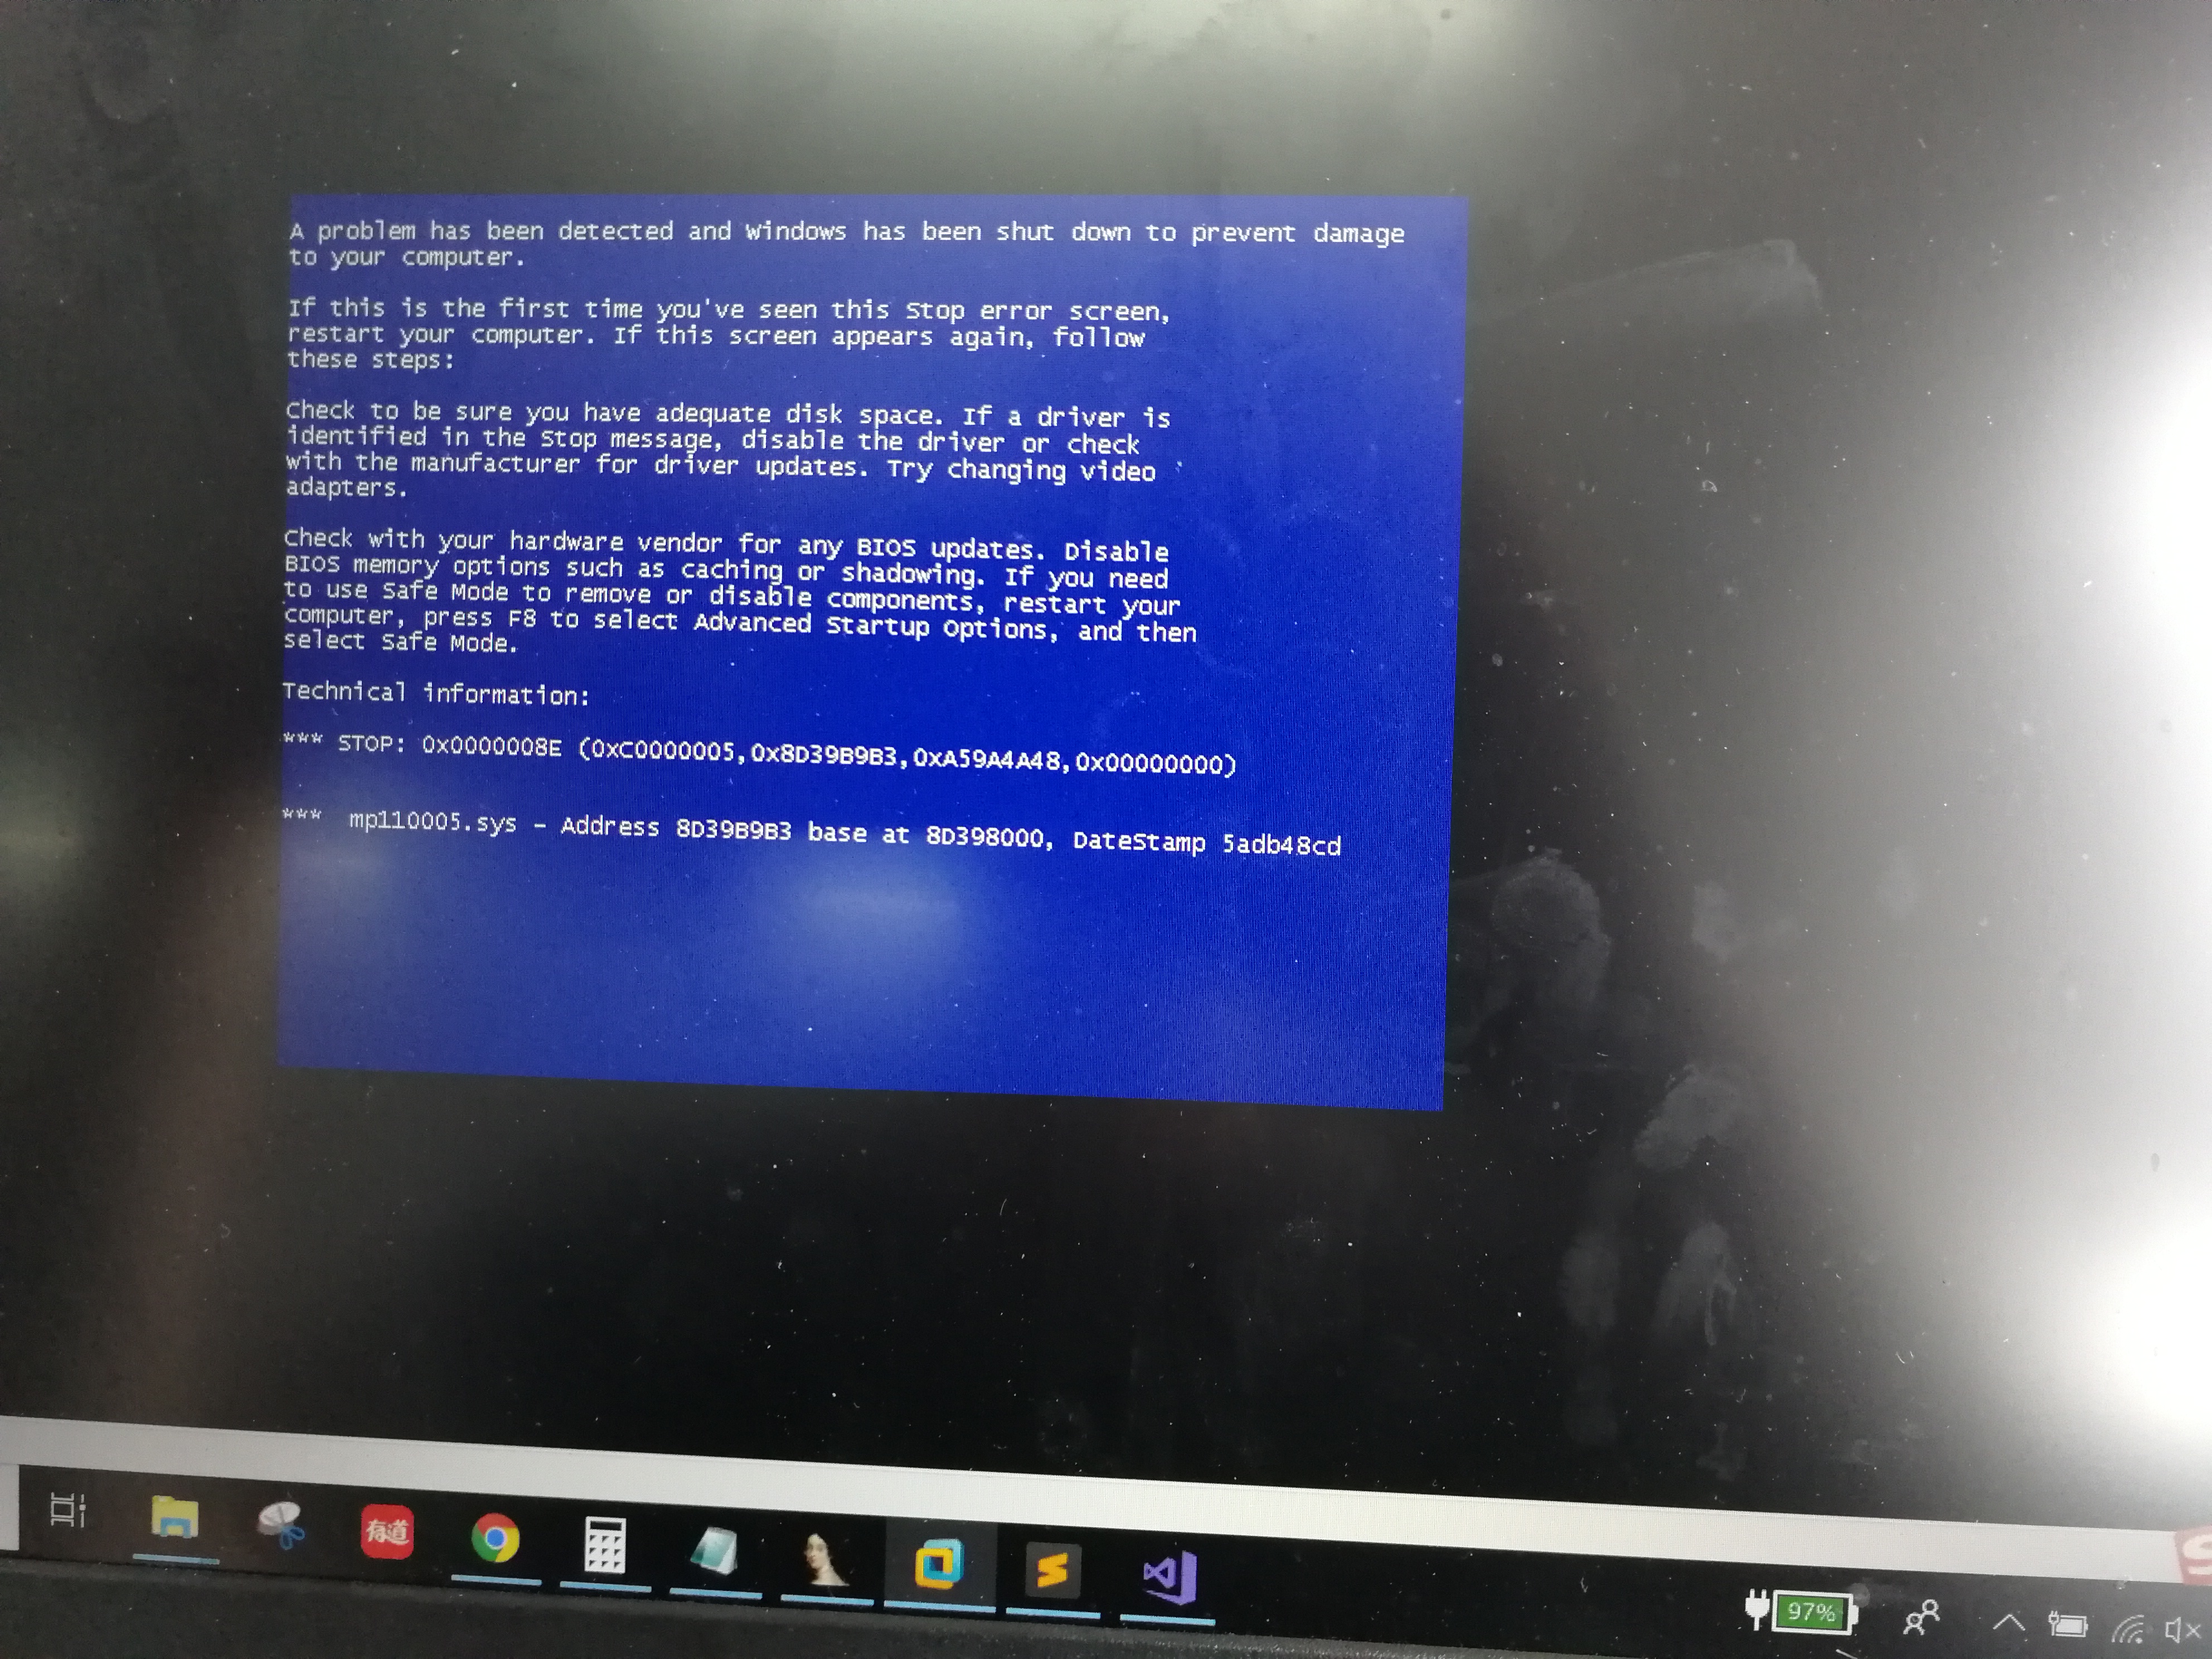 A problem has been detected and Windows has been shut down to prevent damage
to your computer.
If this is the first time you've seen this Stop error screen,
restart your computer. If this screen appears again, follow
these steps:
Check to be sure you have adequate disk space. If a driver is
identified in the Stop message, disable the driver or check
with the manufacturer for driver updates. Try changing video
adapters.
Check with your hardware vendor for any BIOS updates. Disable
BIOS memory options such as caching or shadowing. If you need
to use Safe Mode to remove or disable components, restart your
computer, press F8 to select Advanced Startup Options, and then
select Safe Mode.
Technical information:
*** STOP: 0x0000008E (0xC0000005,0x8D39B9B3,0xA59A4A48,0x00000000)
*** mp110005.sys - Address 8D39B9B3 base at 8D398000, DateStamp 5adb48cd
有道
97%